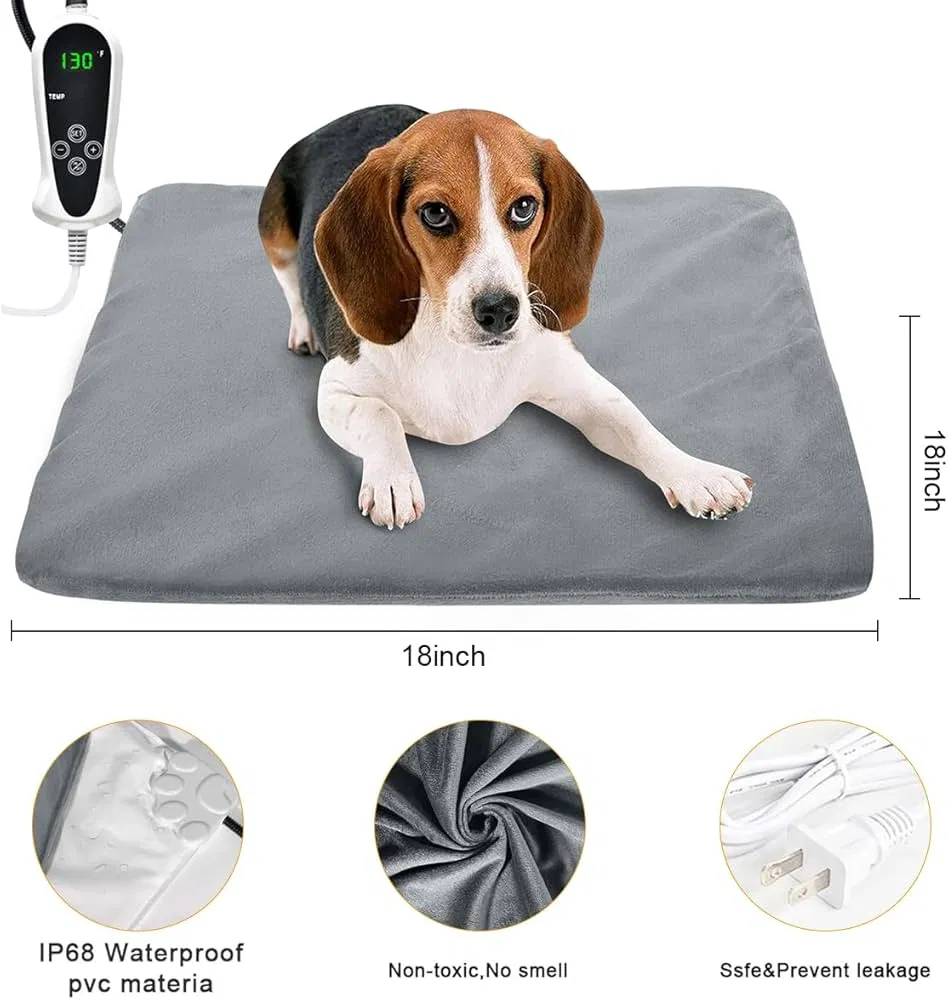 130 °F
TEMP
SET
18inch
18inch
IP68 Waterproof
pvc materia
Non-toxic,No smell
Ssfe&Prevent leakage